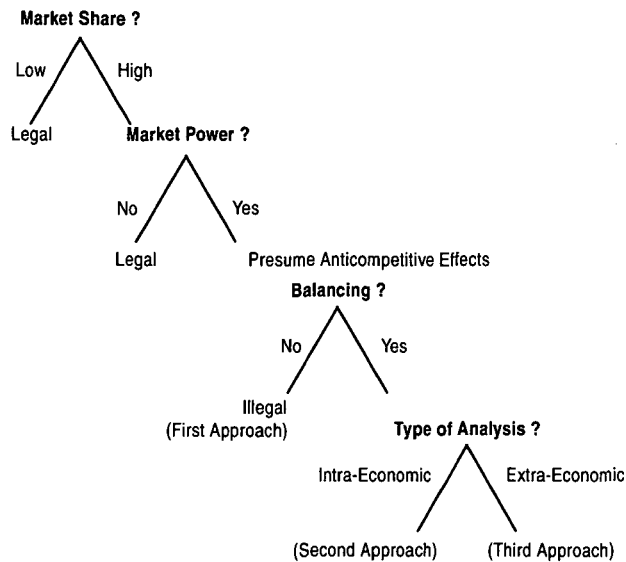 Market Share ?
Low
High
Legal
Market Power ?
No
Yes
Legal
Presume Anticompetitive Effects
Balancing ?
No
Yes
Illegal
(First Approach)
Type of Analysis ?
Intra-Economic
Extra-Economic
(Second Approach)
(Third Approach)